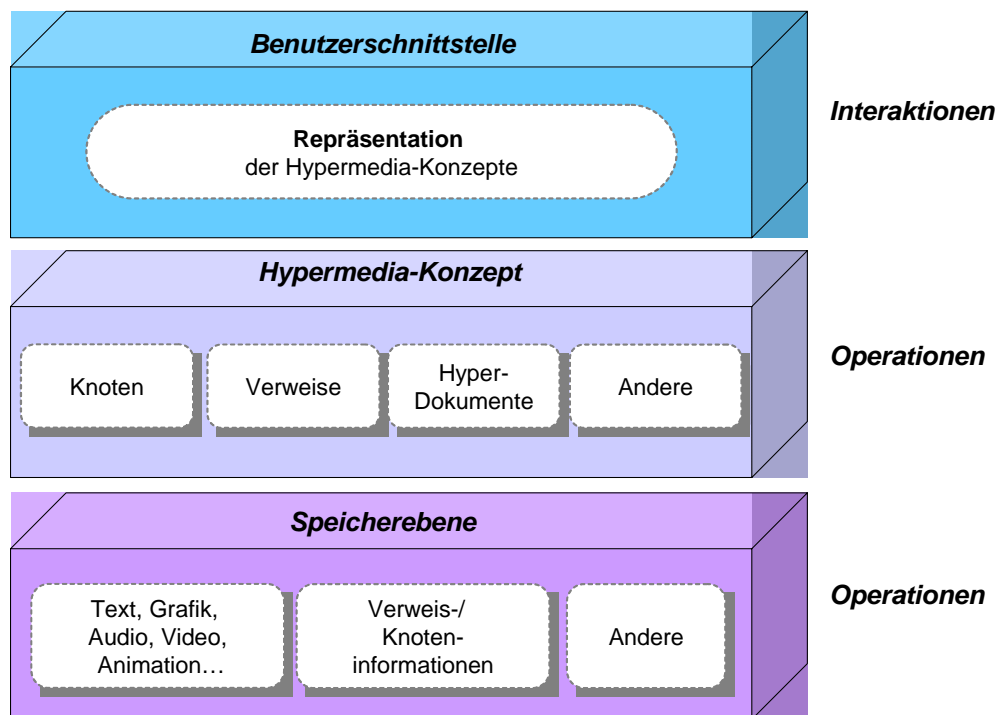 Benutzerschnittstelle
Repräsentation
der Hypermedia-Konzepte
Interaktionen
Hypermedia-Konzept
Knoten
Verweise
Hyper-
Dokumente
Andere
Operationen
Speicherebene
Text, Grafik,
Audio, Video,
Animation…
Verweis-/
Knoten-
informationen
Andere
Operationen